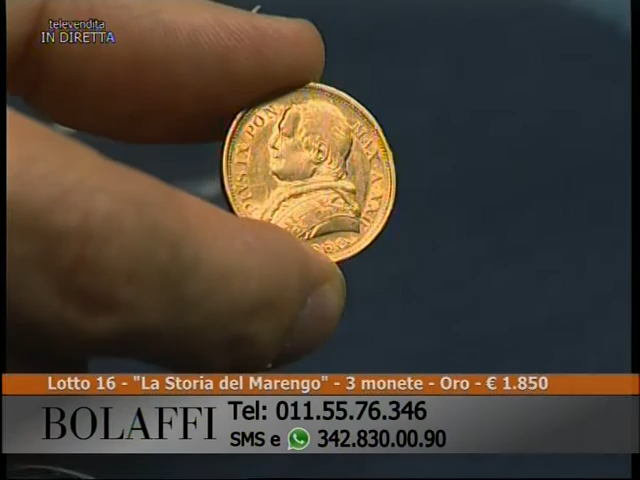 televendita
IN DIRETTA
PIVS IX PON MAX
Lotto 16 - "La Storia del Marengo" - 3 monete - Oro - € 1.850
BOLAFFI
Tel: 011.55.76.346
SMS e 342.830.00.90